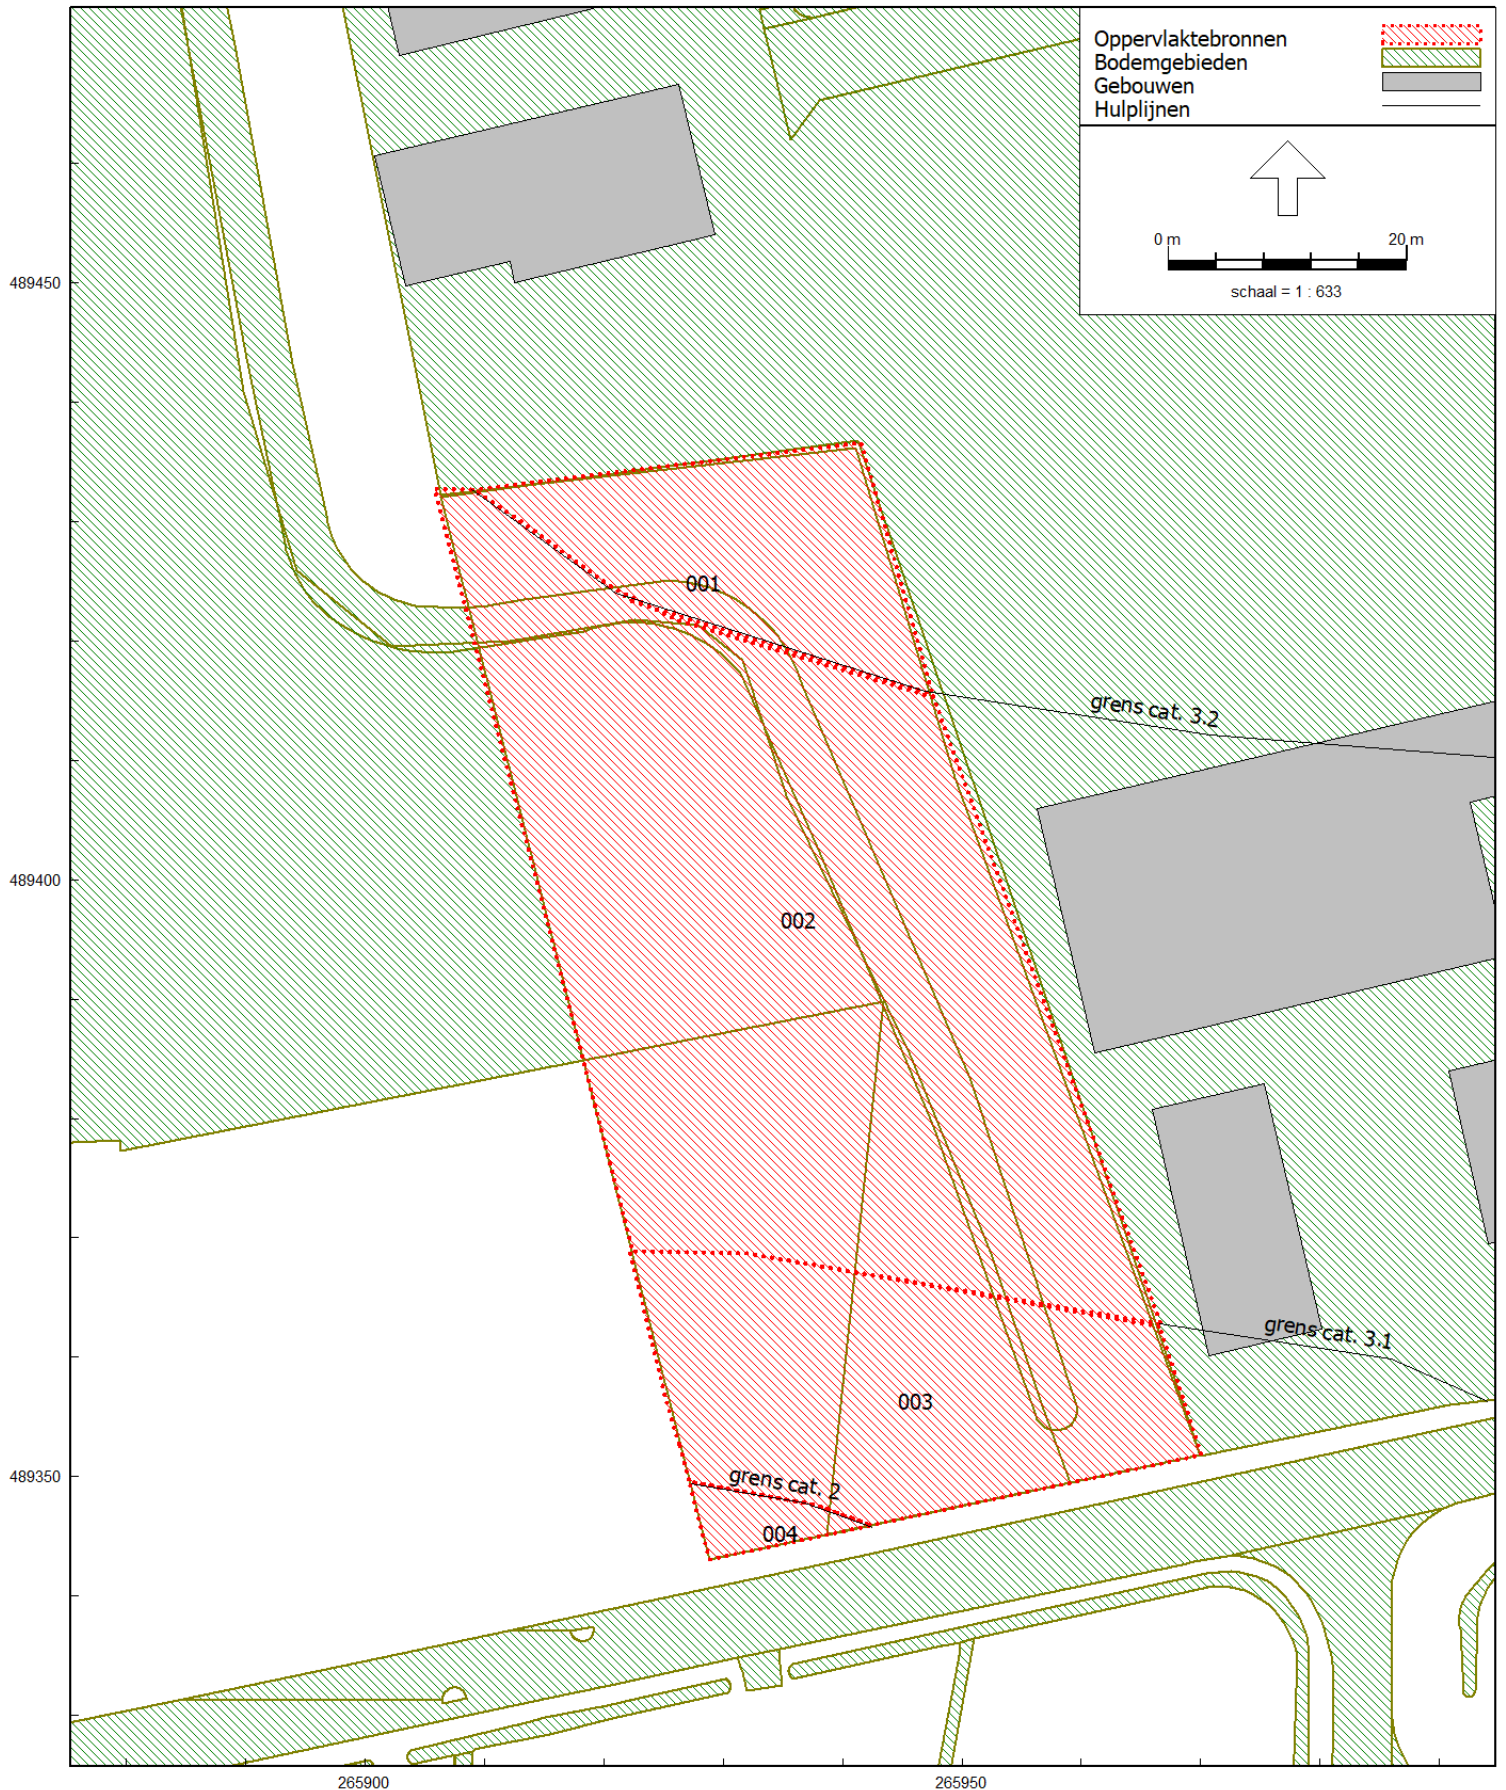 Oppervlaktebronnen
Bodemgebieden
Gebouwen
Hulplijnen
0 m 20 m
schaal = 1 : 633
489450
001
grens cat. 3.2
489400
002
grens cat. 3.1
003
489350
grens cat. 2
004
265900 265950